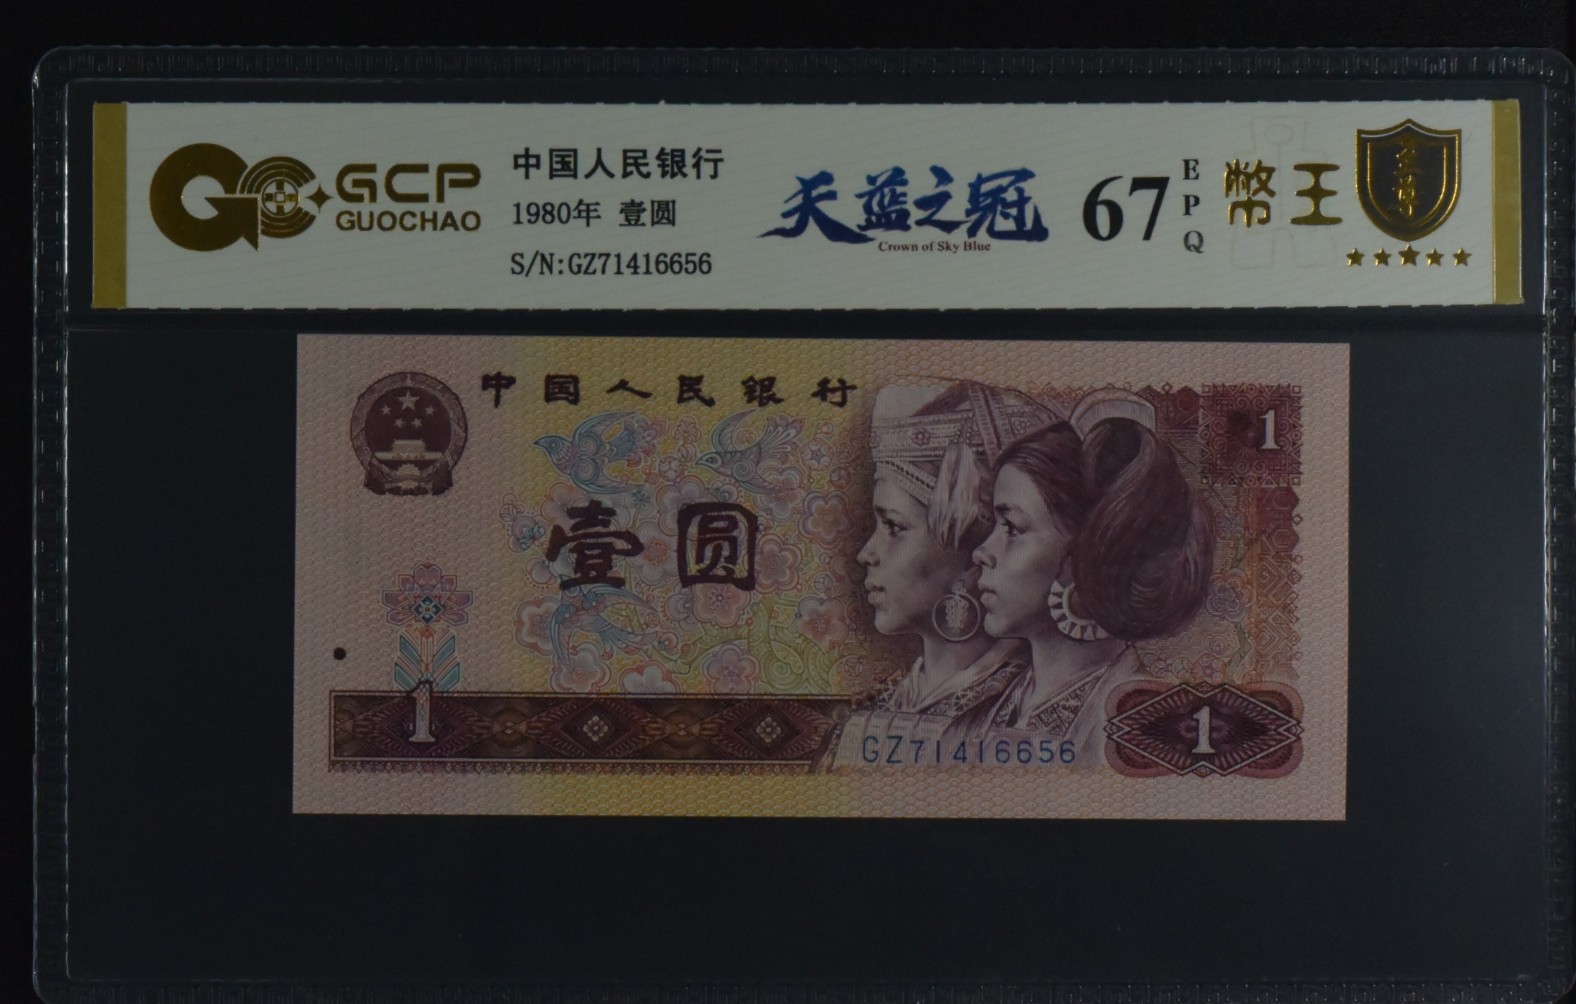 GCP
GUOCHAO
中国人民银行
1980年 壹圆
S/N:GZ71416656
天蓝之冠
Crown of Sky Blue
67
EPQ
幣王
中国人民银行
1
壹圆
1
GZ71416656
1